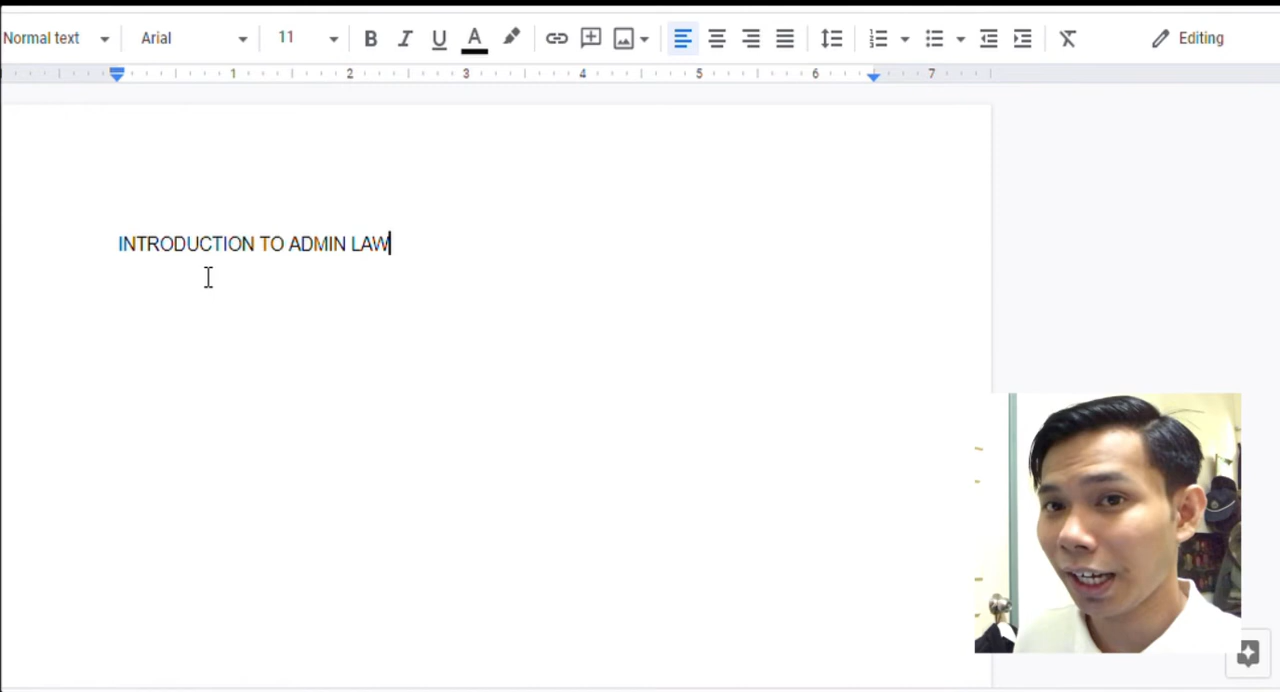 Normal text Arial 11 B I U A Editing
1 2 3 4 5 6 7
INTRODUCTION TO ADMIN LAW